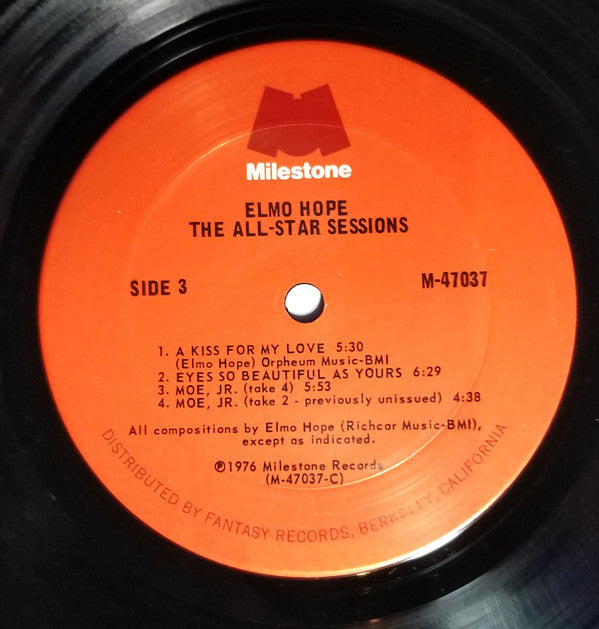 Milestone
ELMO HOPE
THE ALL-STAR SESSIONS
SIDE 3
M-47037
1. A KISS FOR MY LOVE 5:30
(Elmo Hope) Orpheum Music-BMI
2. EYES SO BEAUTIFUL AS YOURS 6:29
3. MOE, JR. (take 4) 5:53
4. MOE, JR. (take 2 - previously unissued) 4:38
All compositions by Elmo Hope (Richcar Music-BMI),
except as indicated.
℗1976 Milestone Records
(M-47037-C)
DISTRIBUTED BY FANTASY RECORDS, BERKELEY, CALIFORNIA